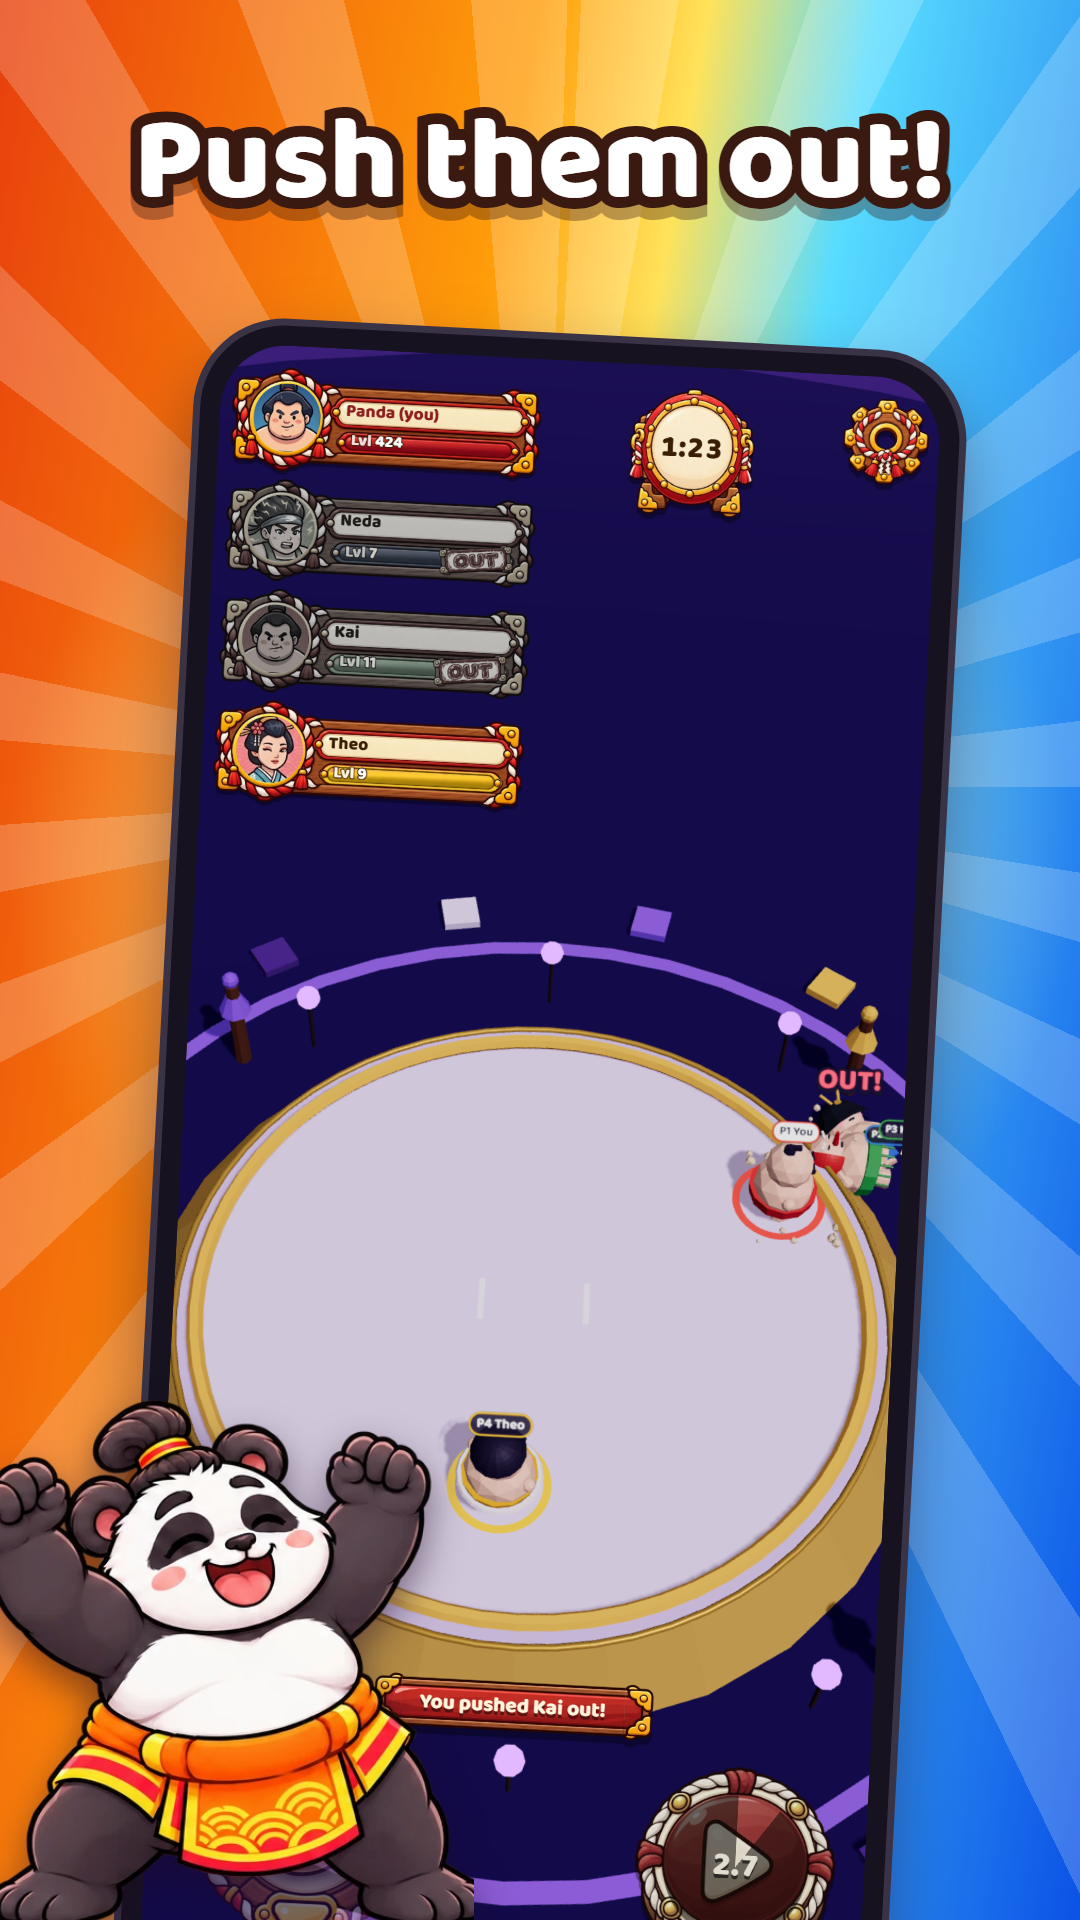 Push them out!
Panda (you)
Lvl 424
1:23
Neda
Lvl 7
OUT
Kai
Lvl 11
OUT
Theo
Lvl 9
OUT!
P1 You
P3
P4 Theo
You pushed Kai out!
2.7